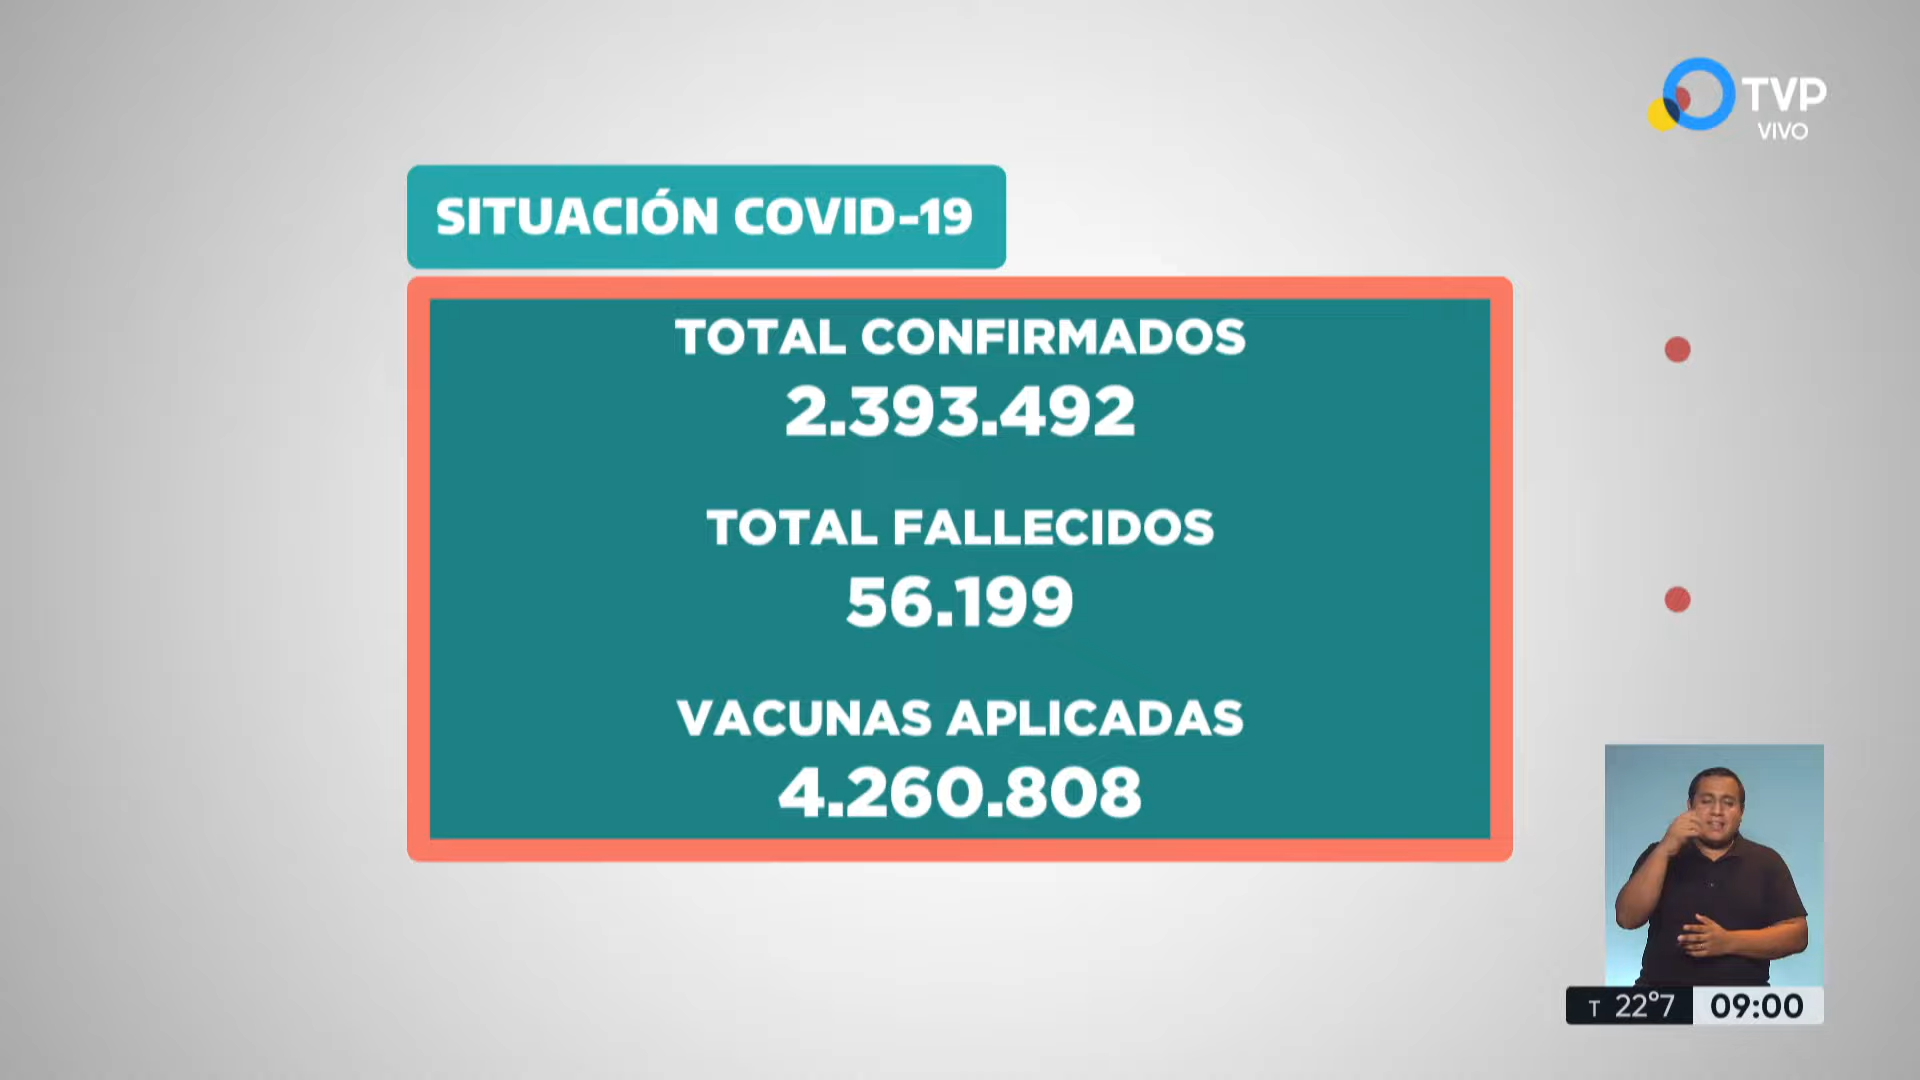 TVP
VIVO
SITUACIÓN COVID-19
TOTAL CONFIRMADOS
2.393.492
TOTAL FALLECIDOS
56.199
VACUNAS APLICADAS
4.260.808
T 22°7 09:00